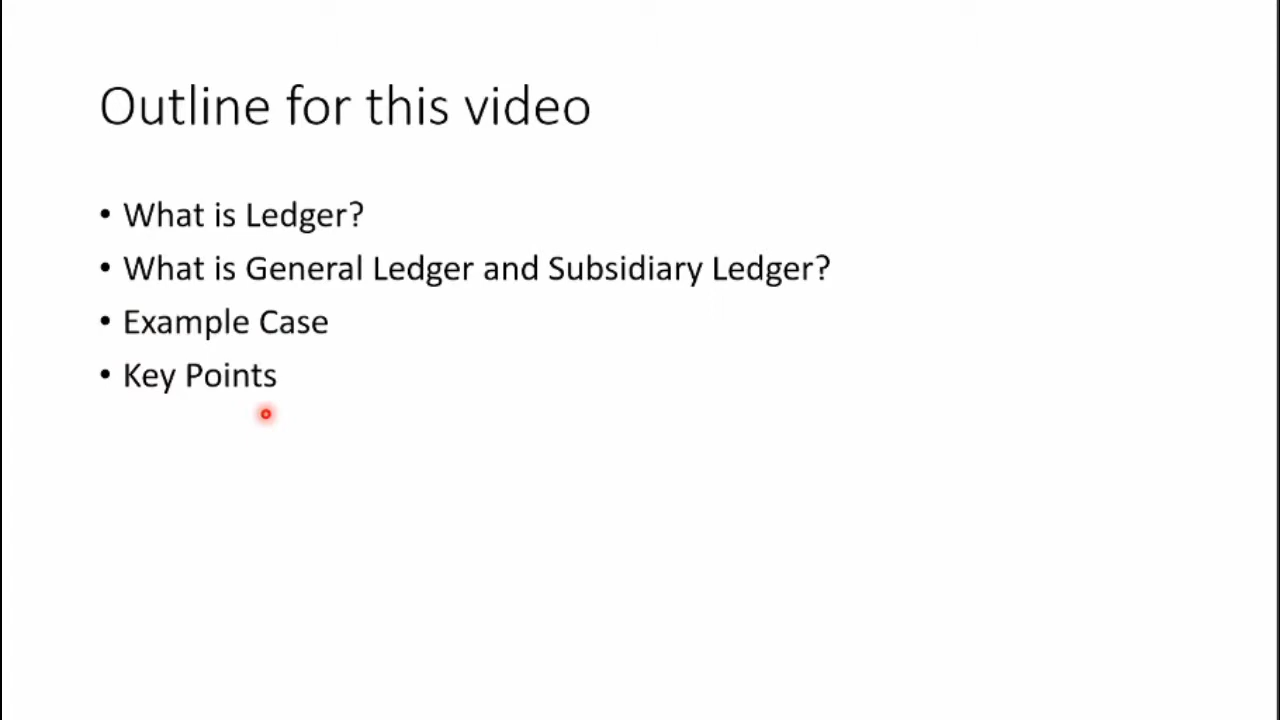 Outline for this video
• What is Ledger?
• What is General Ledger and Subsidiary Ledger?
• Example Case
• Key Points